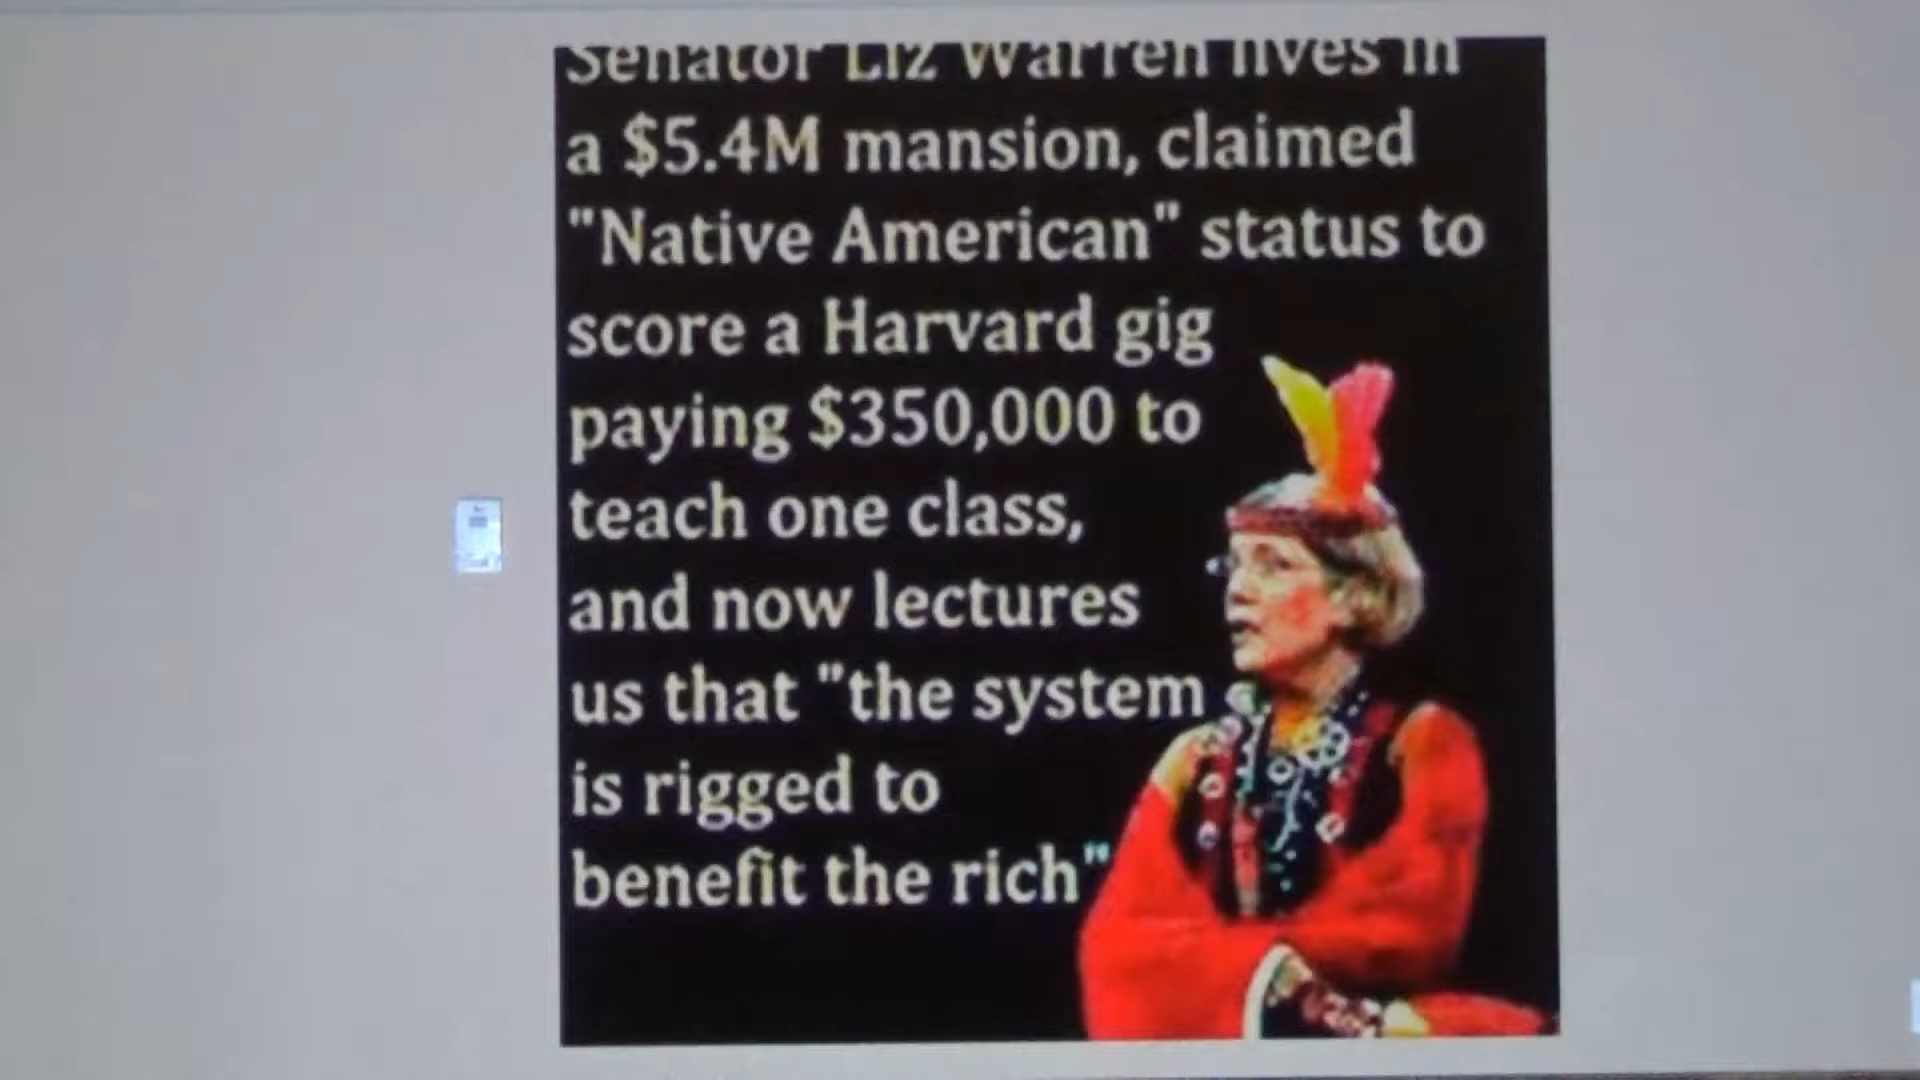 Senator Liz Warren lives in
a $5.4M mansion, claimed
"Native American" status to
score a Harvard gig
paying $350,000 to
teach one class,
and now lectures
us that "the system
is rigged to
benefit the rich"